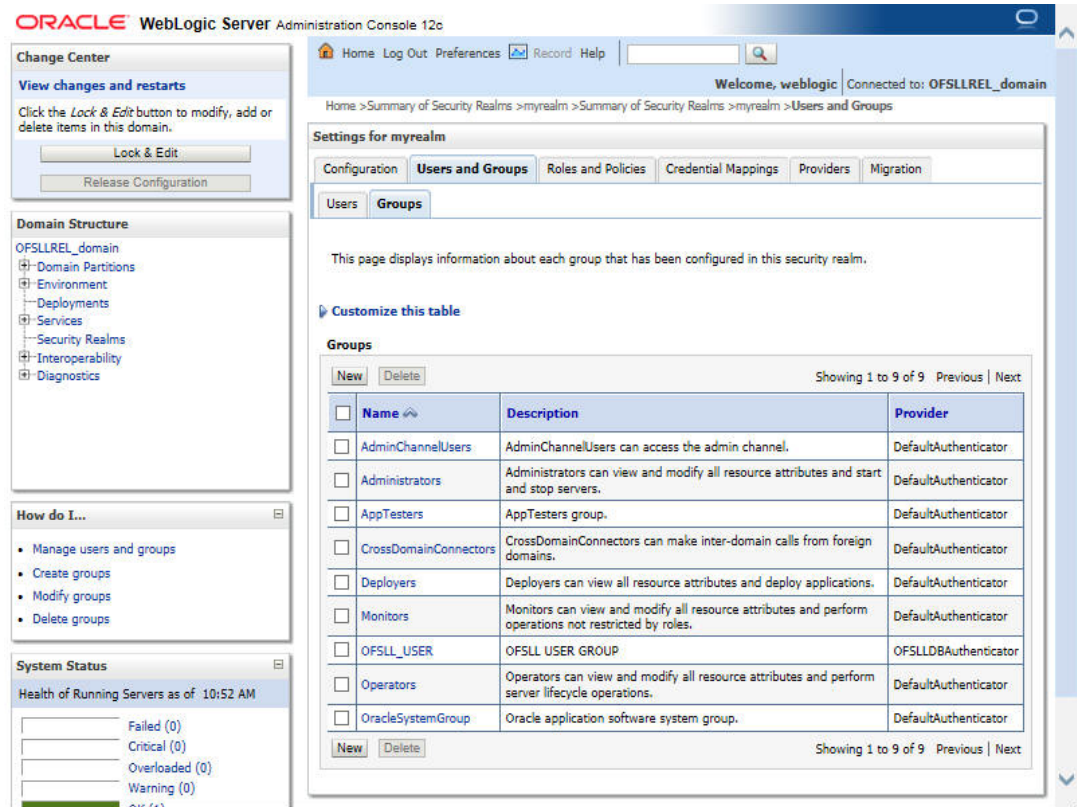 ORACLE WebLogic Server Administration Console 12c
Change Center
View changes and restarts
Click the Lock & Edit button to modify, add or
delete items in this domain.
Lock & Edit
Release Configuration
Domain Structure
OFSLLREL_domain
Domain Partitions
Environment
Deployments
Services
Security Realms
Interoperability
Diagnostics
How do I...
Manage users and groups
Create groups
Modify groups
Delete groups
System Status
Health of Running Servers as of 10:52 AM
Failed (0)
Critical (0)
Overloaded (0)
Warning (0)
Home Log Out Preferences Record Help
Welcome, weblogic Connected to: OFSLLREL_domain
Home >Summary of Security Realms >myrealm >Summary of Security Realms >myrealm >Users and Groups
Settings for myrealm
Configuration Users and Groups Roles and Policies Credential Mappings Providers Migration
Users Groups
This page displays information about each group that has been configured in this security realm.
Customize this table
Groups
New Delete Showing 1 to 9 of 9 Previous | Next
Name Description Provider
AdminChannelUsers AdminChannelUsers can access the admin channel. DefaultAuthenticator
Administrators Administrators can view and modify all resource attributes and start
and stop servers. DefaultAuthenticator
AppTesters AppTesters group. DefaultAuthenticator
CrossDomainConnectors CrossDomainConnectors can make inter-domain calls from foreign
domains. DefaultAuthenticator
Deployers Deployers can view all resource attributes and deploy applications. DefaultAuthenticator
Monitors Monitors can view and modify all resource attributes and perform
operations not restricted by roles. DefaultAuthenticator
OFSLL_USER OFSLL USER GROUP OFSLLDBAuthenticator
Operators Operators can view and modify all resource attributes and perform
server lifecycle operations. DefaultAuthenticator
OracleSystemGroup Oracle application software system group. DefaultAuthenticator
New Delete Showing 1 to 9 of 9 Previous | Next